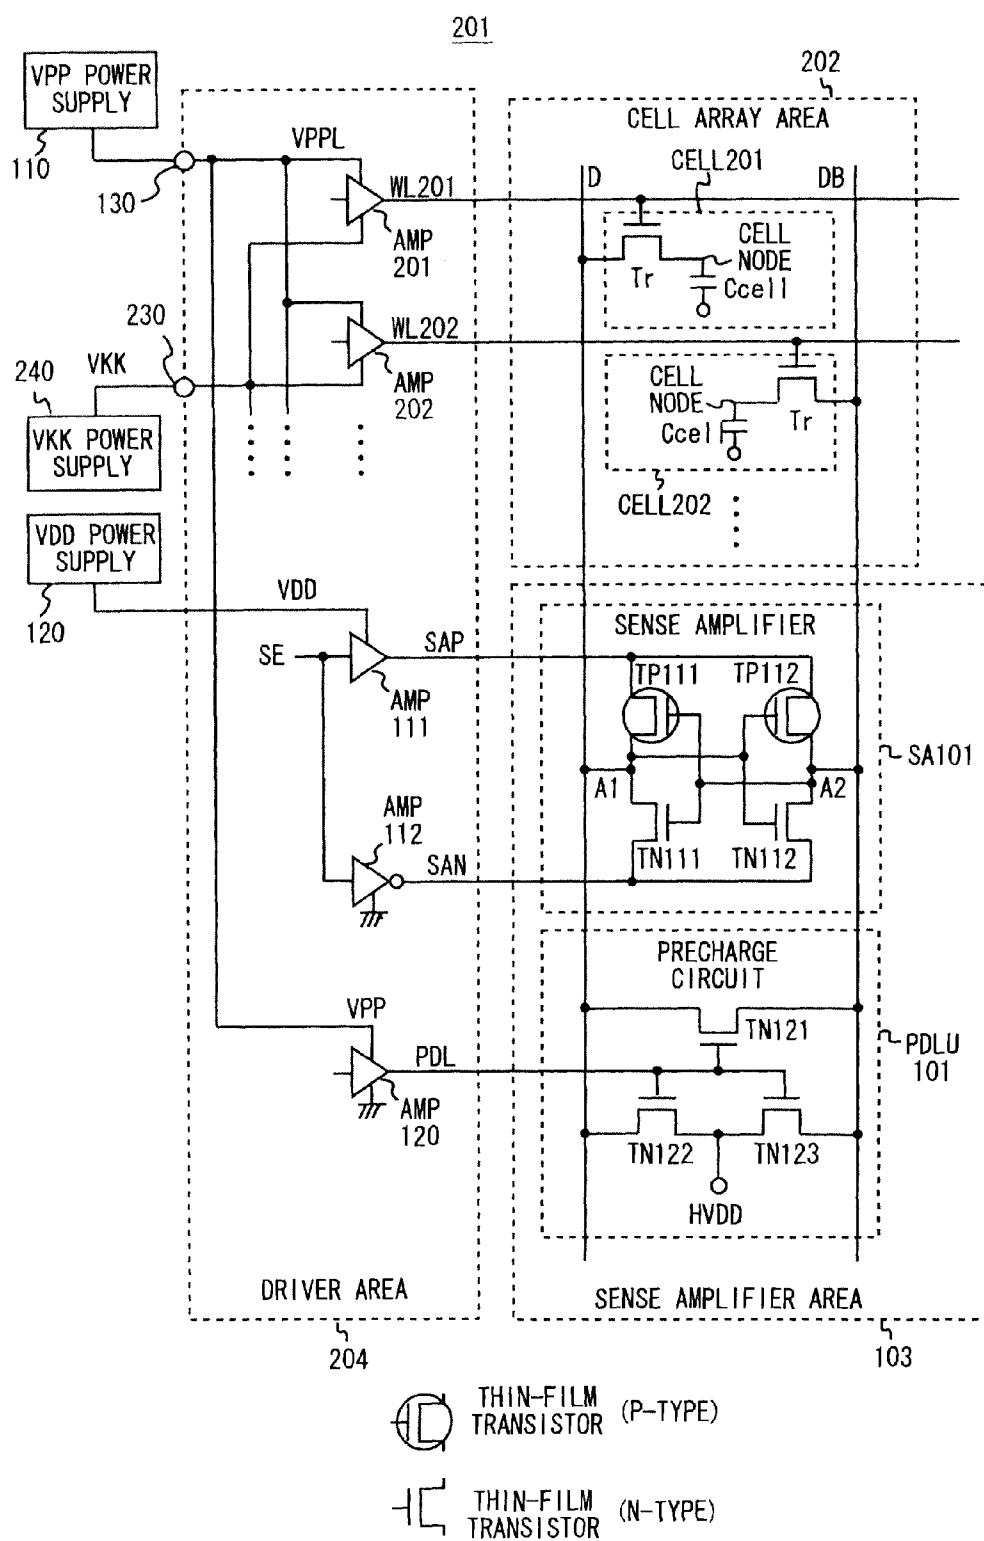 201
VPP POWER
SUPPLY
110
130
VPPL
WL201
AMP
201
202
CELL ARRAY AREA
CELL201
D
DB
CELL
NODE
Tr
Ccell
230
VKK
240
VKK POWER
SUPPLY
WL202
AMP
202
CELL
NODE
Ccell
Tr
CELL202
VDD POWER
SUPPLY
120
VDD
SE
SAP
AMP
111
SENSE AMPLIFIER
TP111
TP112
SA101
A1
A2
TN111
TN112
AMP
112
SAN
PRECHARGE
CIRCUIT
TN121
PDLU
101
VPP
PDL
AMP
120
TN122
TN123
HVDD
DRIVER AREA
SENSE AMPLIFIER AREA
204
103
THIN-FILM
TRANSISTOR (P-TYPE)
THIN-FILM
TRANSISTOR (N-TYPE)